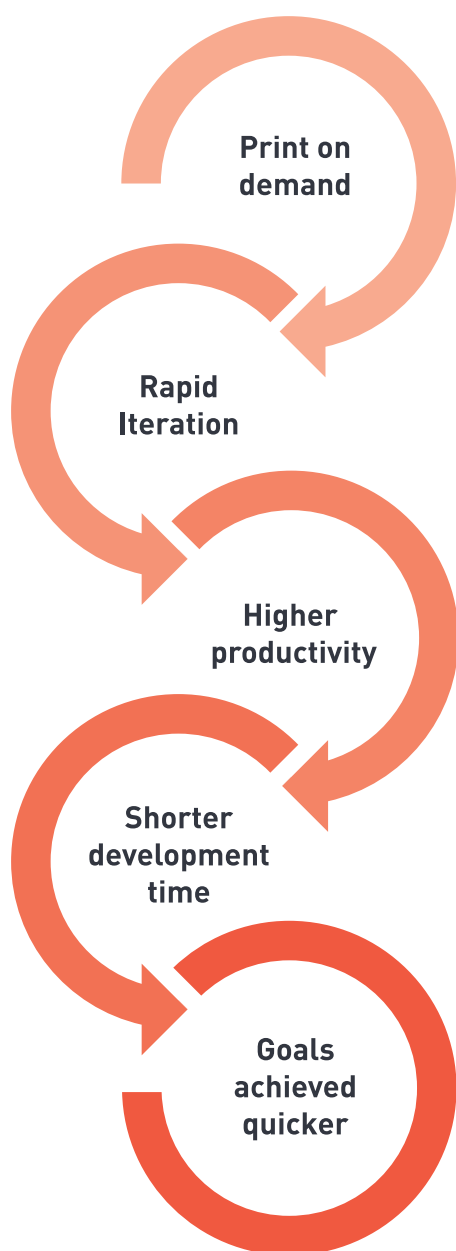 Print on
demand
Rapid
Iteration
Higher
productivity
Shorter
development
time
Goals
achieved
quicker